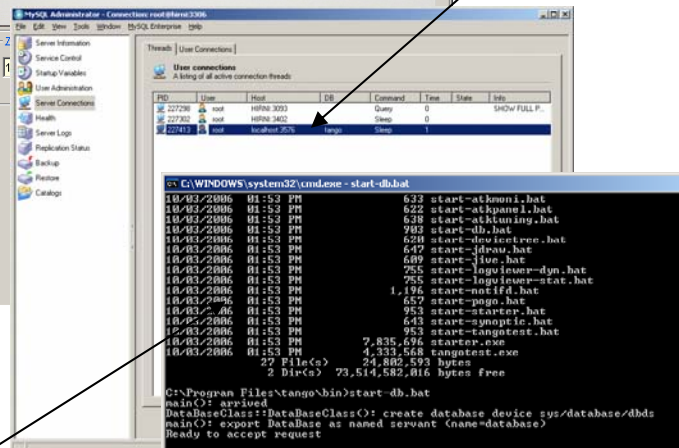 MySQL Administrator - Connection: root@hifini:3306
File Edit View Tools Window MySQL Enterprise Help
Server Information
Service Control
Startup Variables
User Administration
Server Connections
Health
Server Logs
Replication Status
Backup
Restore
Catalogs
Threads User Connections
User connections
A listing of all active connection threads
PID User Host DB Command Time State Info
227298 root HIFINI:3093 Query 0 SHOW FULL P...
227302 root HIFINI:3402 Sleep 0
227413 root localhost:3576 tango Sleep 1
C:\WINDOWS\system32\cmd.exe - start-db.bat
10/03/2006 01:53 PM 633 start-atkmoni.bat
10/03/2006 01:53 PM 622 start-atkpanel.bat
10/03/2006 01:53 PM 638 start-atktuning.bat
10/03/2006 01:53 PM 903 start-db.bat
10/03/2006 01:53 PM 620 start-devicetree.bat
10/03/2006 01:53 PM 647 start-jdraw.bat
10/03/2006 01:53 PM 609 start-jive.bat
10/03/2006 01:53 PM 755 start-logviewer-dyn.bat
10/03/2006 01:53 PM 755 start-logviewer-stat.bat
10/03/2006 01:53 PM 1,196 start-notifd.bat
10/03/2006 01:53 PM 657 start-pogo.bat
10/03/2006 01:53 PM 953 start-starter.bat
10/03/2006 01:53 PM 643 start-synoptic.bat
10/03/2006 01:53 PM 953 start-tangotest.bat
10/03/2006 01:53 PM 7,835,696 starter.exe
10/03/2006 01:53 PM 4,333,568 tangotest.exe
27 File(s) 24,802,593 bytes
2 Dir(s) 73,514,582,016 bytes free
C:\Program Files\tango\bin>start-db.bat
main(): arrived
DataBaseClass::DataBaseClass(): create database device sys/database/dbds
main(): export DataBase as named servant (name=database)
Ready to accept request